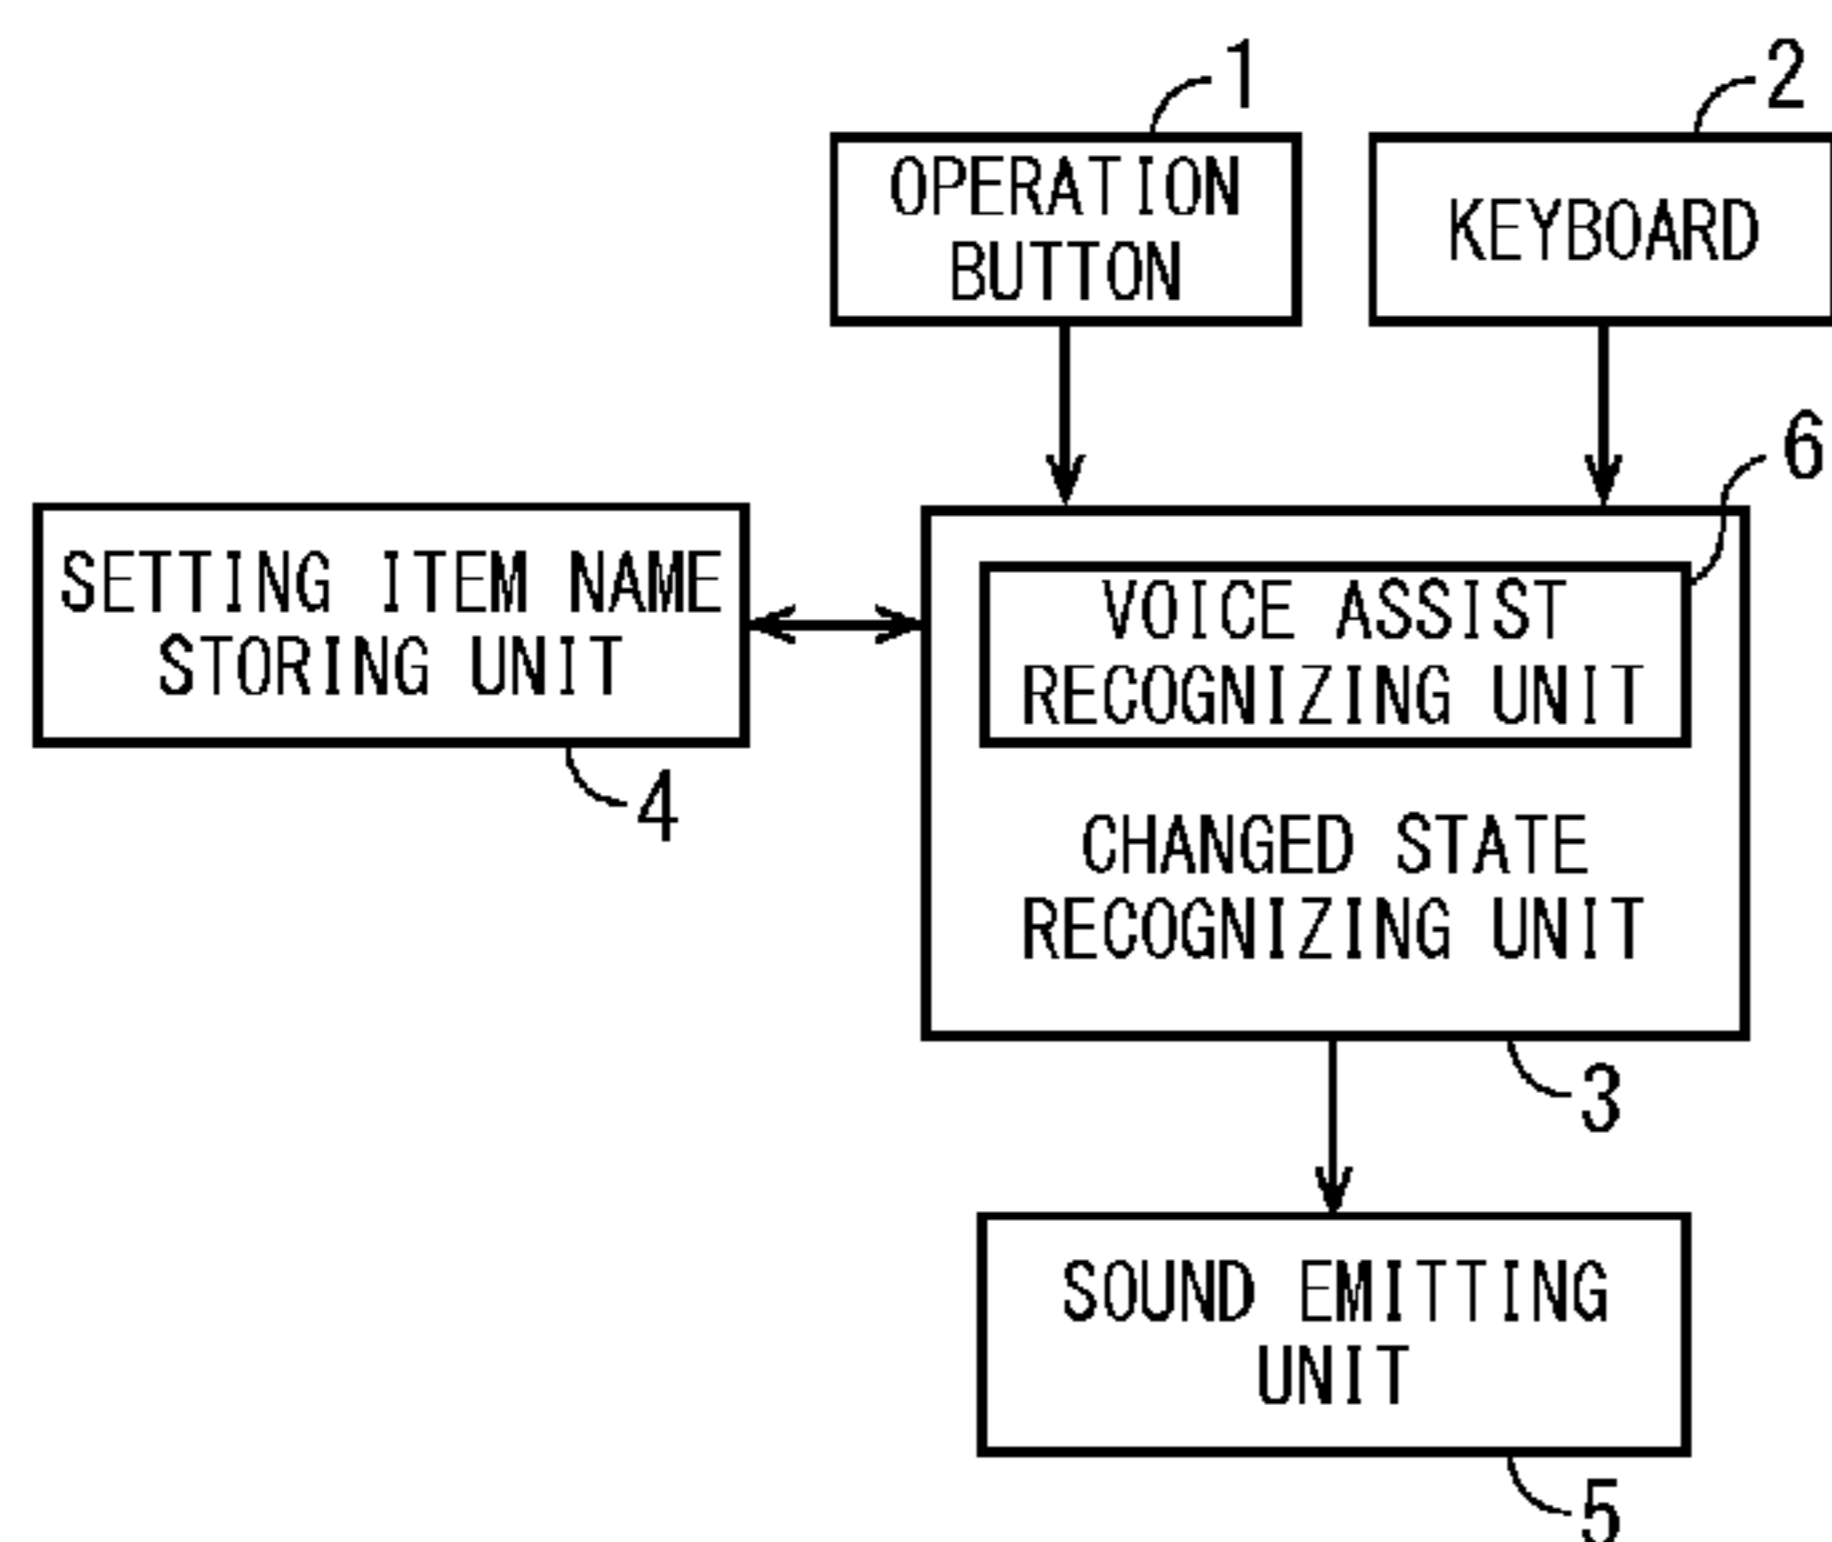 1
2
OPERATION
BUTTON
KEYBOARD
6
SETTING ITEM NAME
STORING UNIT
4
VOICE ASSIST
RECOGNIZING UNIT
CHANGED STATE
RECOGNIZING UNIT
3
SOUND EMITTING
UNIT
5